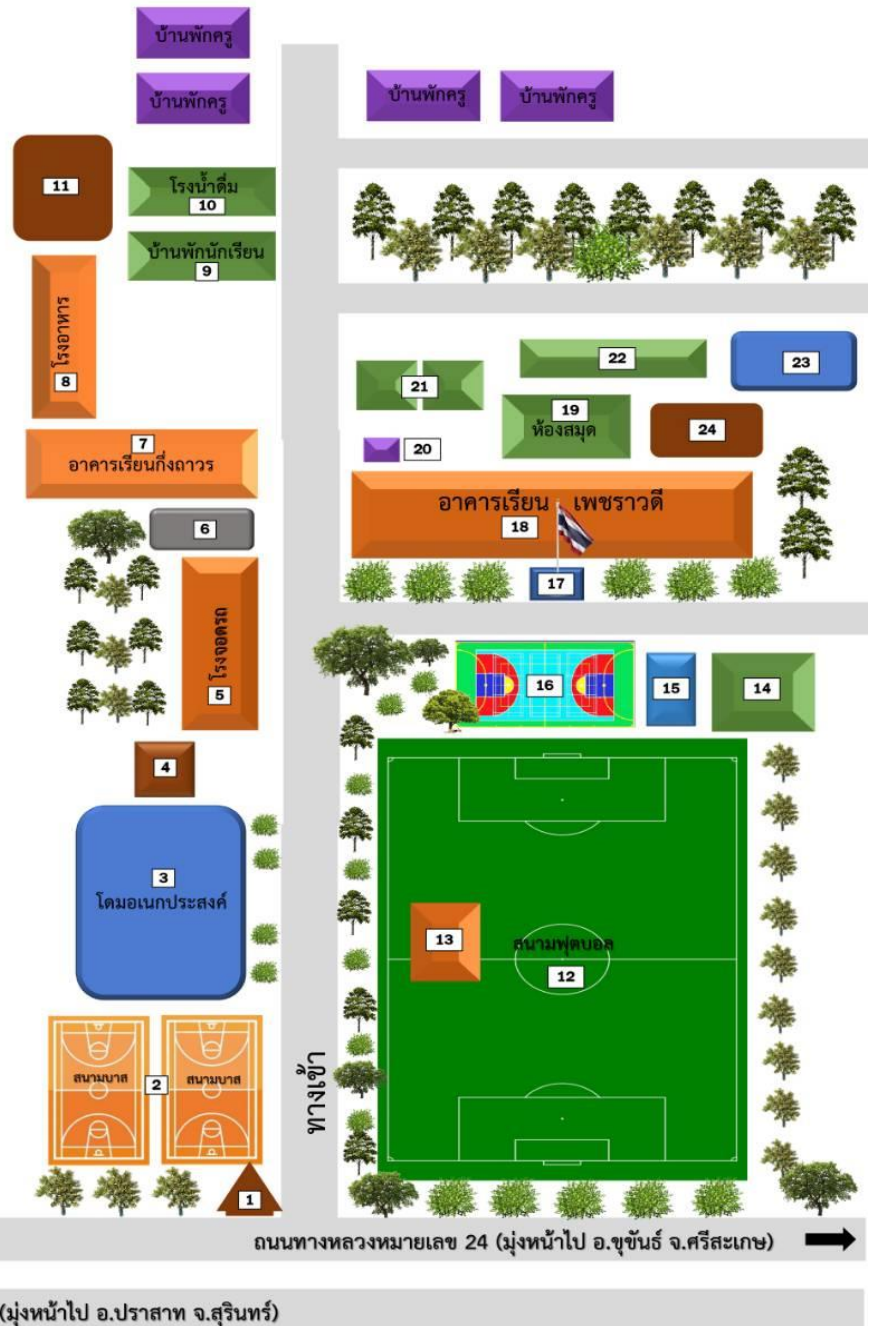 บ้านพักครู
บ้านพักครู
บ้านพักครู
บ้านพักครู
11
โรงน้ำดื่ม
10
บ้านพักนักเรียน
9
โรงอาหาร
8
7
อาคารเรียนกึ่งถาวร
6
โรงจอดรถ
5
4
3
โดมอเนกประสงค์
สนามบาส
2
สนามบาส
1
ทางเข้า
22
23
21
19
ห้องสมุด
24
20
อาคารเรียน เพชราวดี
18
17
16
15
14
13
สนามฟุตบอล
12
ถนนทางหลวงหมายเลข 24 (มุ่งหน้าไป อ.ขุขันธ์ จ.ศรีสะเกษ)
(มุ่งหน้าไป อ.ปราสาท จ.สุรินทร์)